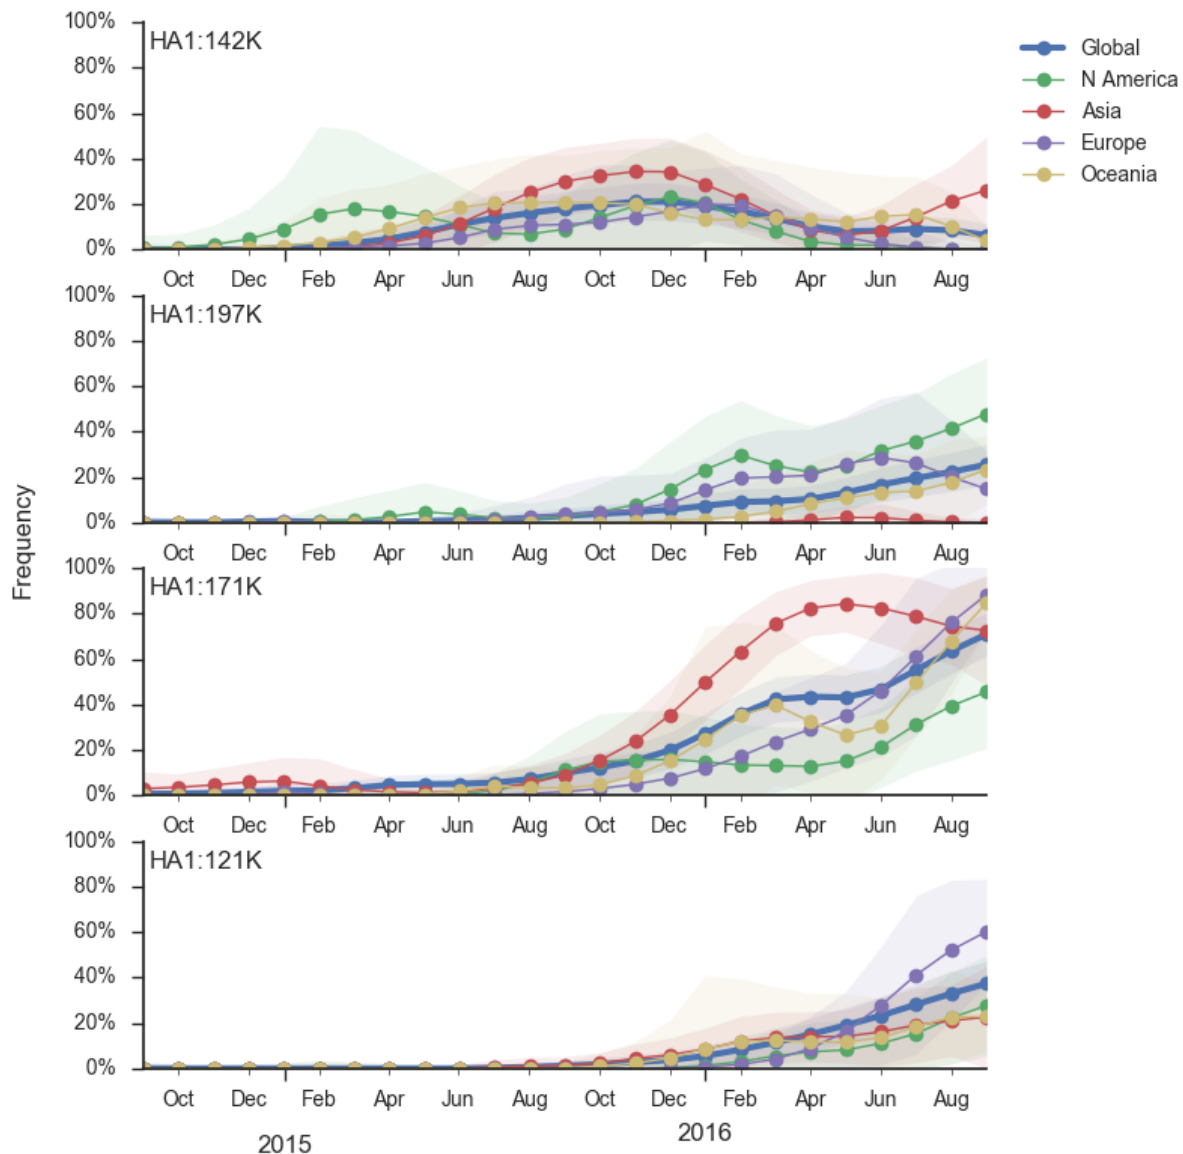 100%
HA1:142K
80%
60%
40%
20%
0%
Oct Dec Feb Apr Jun Aug Oct Dec Feb Apr Jun Aug
Global
N America
Asia
Europe
Oceania
100%
HA1:197K
80%
60%
40%
20%
0%
Oct Dec Feb Apr Jun Aug Oct Dec Feb Apr Jun Aug
Frequency
100%
HA1:171K
80%
60%
40%
20%
0%
Oct Dec Feb Apr Jun Aug Oct Dec Feb Apr Jun Aug
100%
HA1:121K
80%
60%
40%
20%
0%
Oct Dec Feb Apr Jun Aug Oct Dec Feb Apr Jun Aug
2015 2016